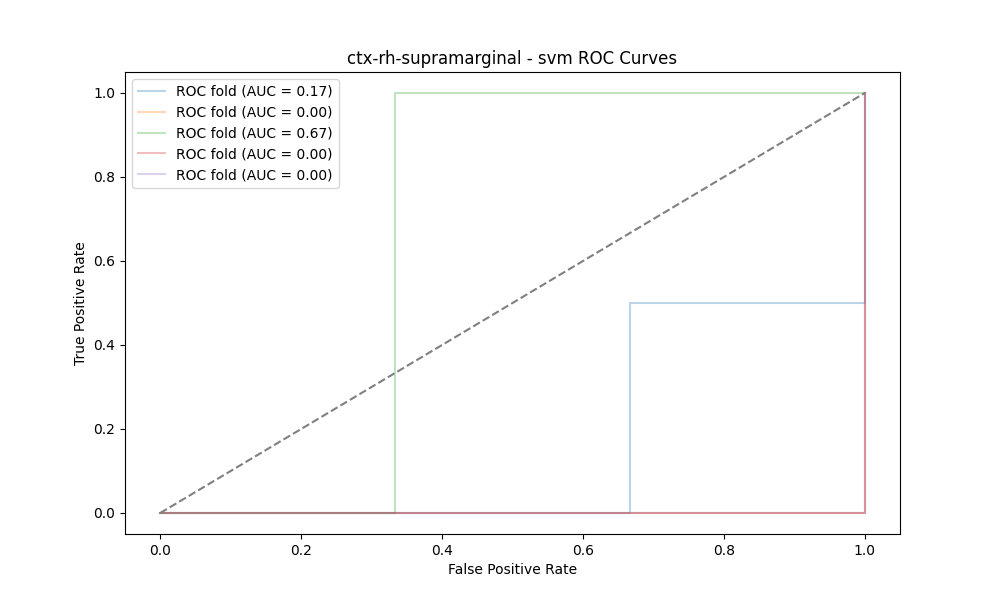 ctx-rh-supramarginal - svm ROC Curves
ROC fold (AUC = 0.17)
ROC fold (AUC = 0.00)
ROC fold (AUC = 0.67)
ROC fold (AUC = 0.00)
ROC fold (AUC = 0.00)
True Positive Rate
1.0
0.8
0.6
0.4
0.2
0.0
0.0 0.2 0.4 0.6 0.8 1.0
False Positive Rate